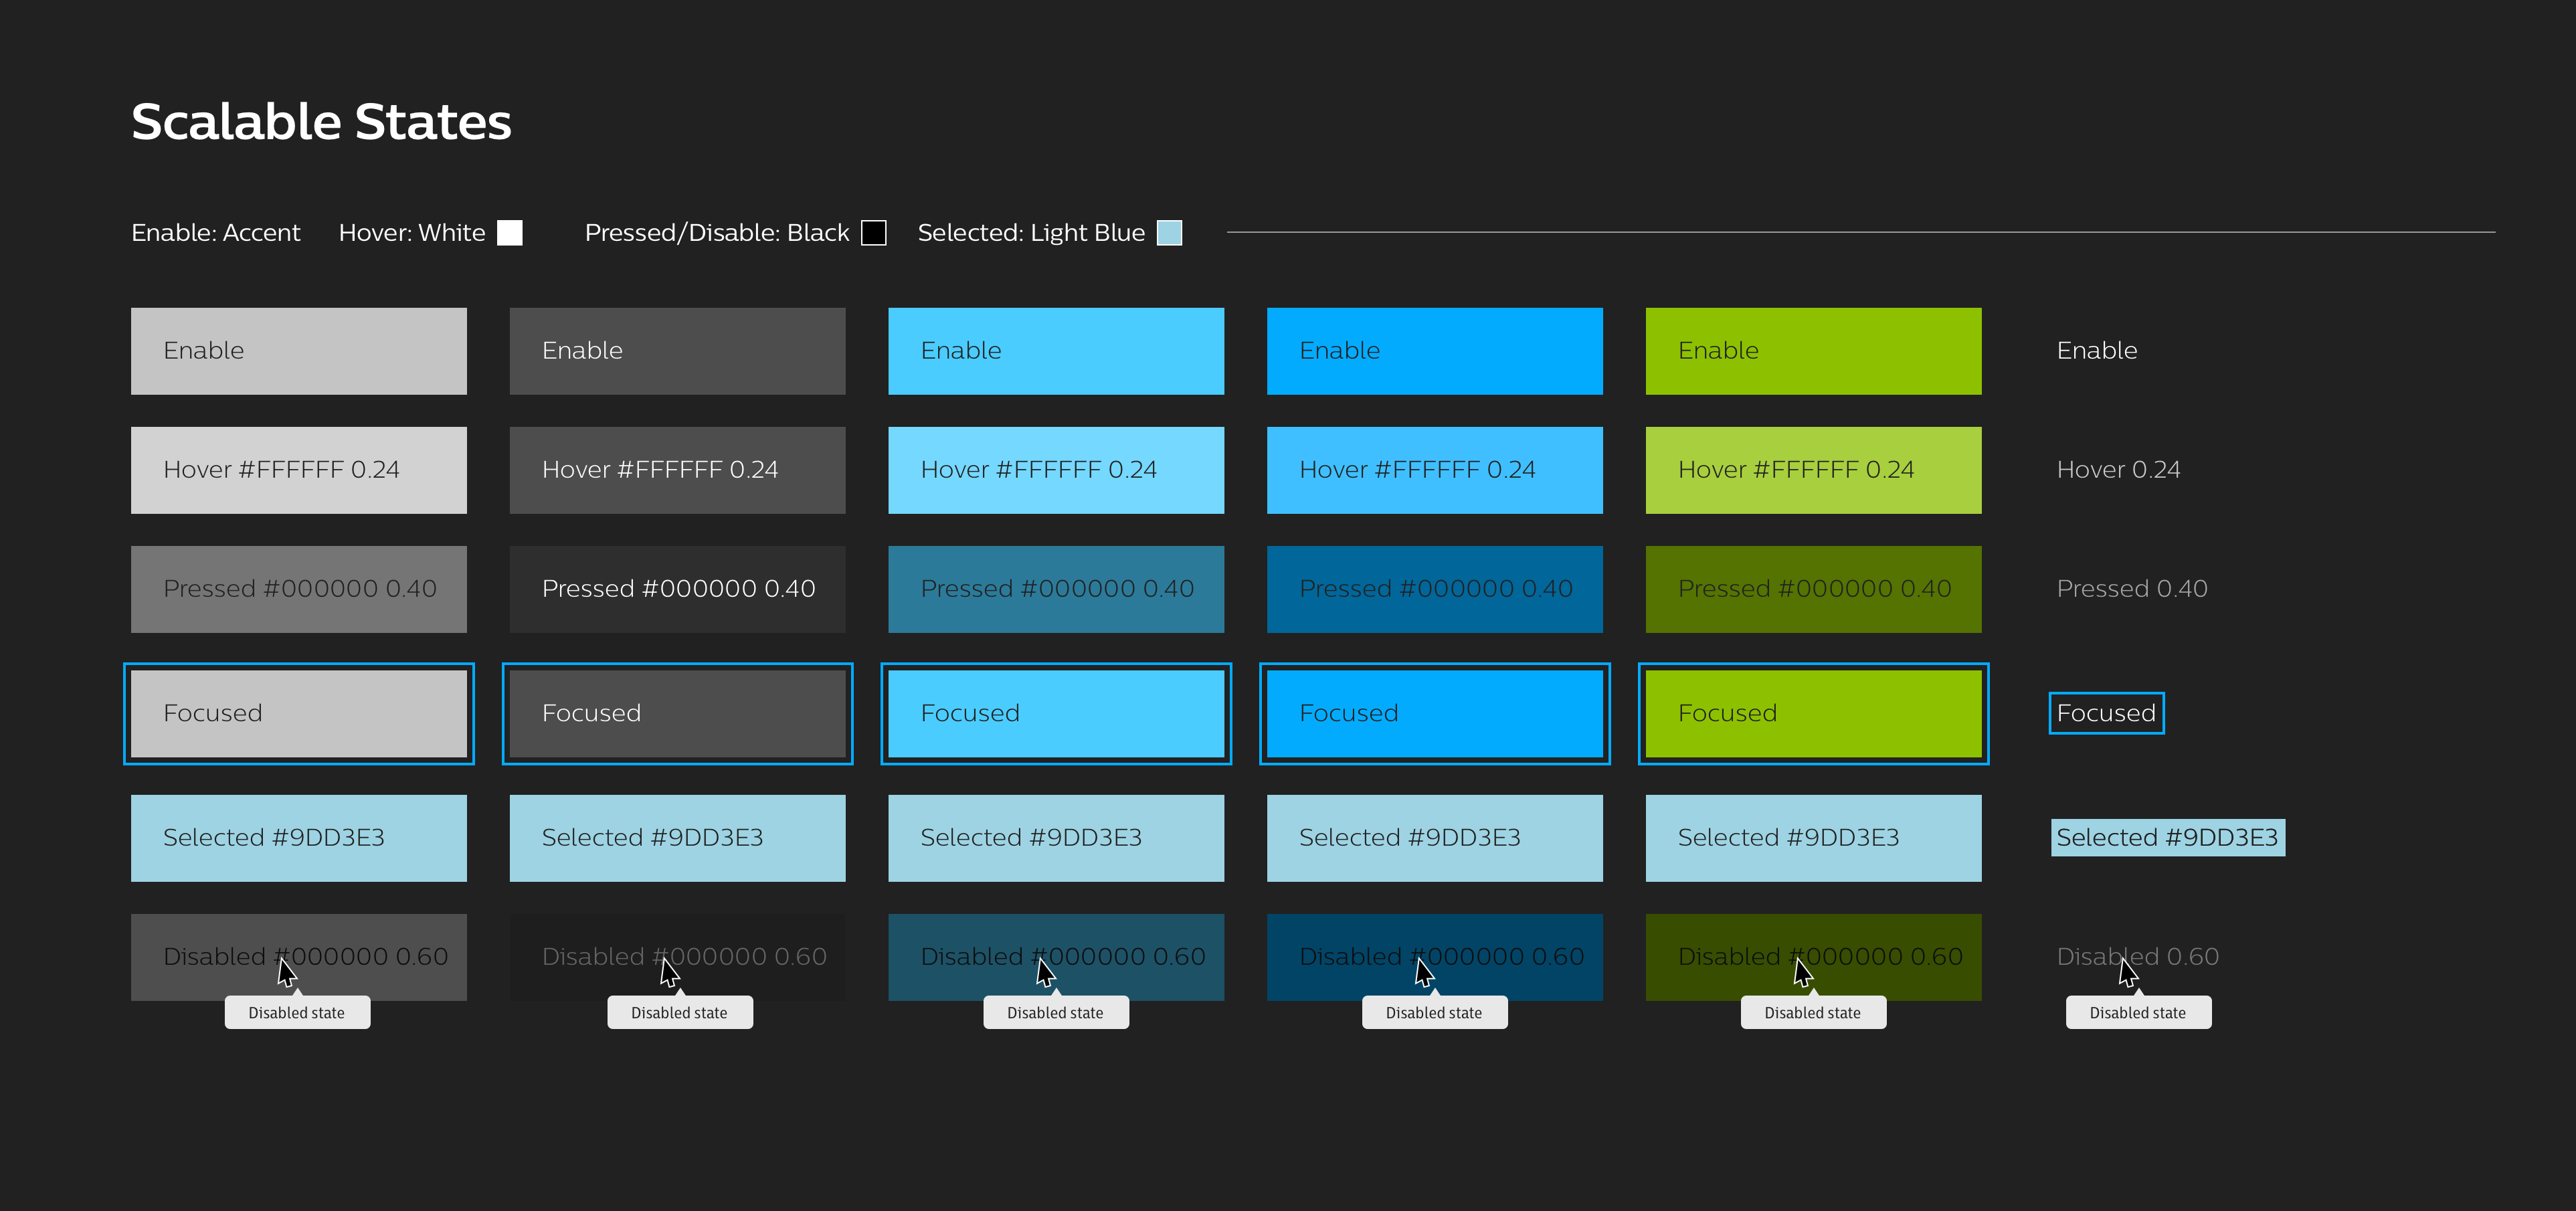 Scalable States
Enable: Accent Hover: White Pressed/Disable: Black Selected: Light Blue
Enable Enable Enable Enable Enable Enable
Hover #FFFFFF 0.24 Hover #FFFFFF 0.24 Hover #FFFFFF 0.24 Hover #FFFFFF 0.24 Hover #FFFFFF 0.24 Hover 0.24
Pressed #000000 0.40 Pressed #000000 0.40 Pressed #000000 0.40 Pressed #000000 0.40 Pressed #000000 0.40 Pressed 0.40
Focused Focused Focused Focused Focused Focused
Selected #9DD3E3 Selected #9DD3E3 Selected #9DD3E3 Selected #9DD3E3 Selected #9DD3E3 Selected #9DD3E3
Disabled #000000 0.60 Disabled #000000 0.60 Disabled #000000 0.60 Disabled #000000 0.60 Disabled #000000 0.60 Disabled 0.60
Disabled state Disabled state Disabled state Disabled state Disabled state Disabled state